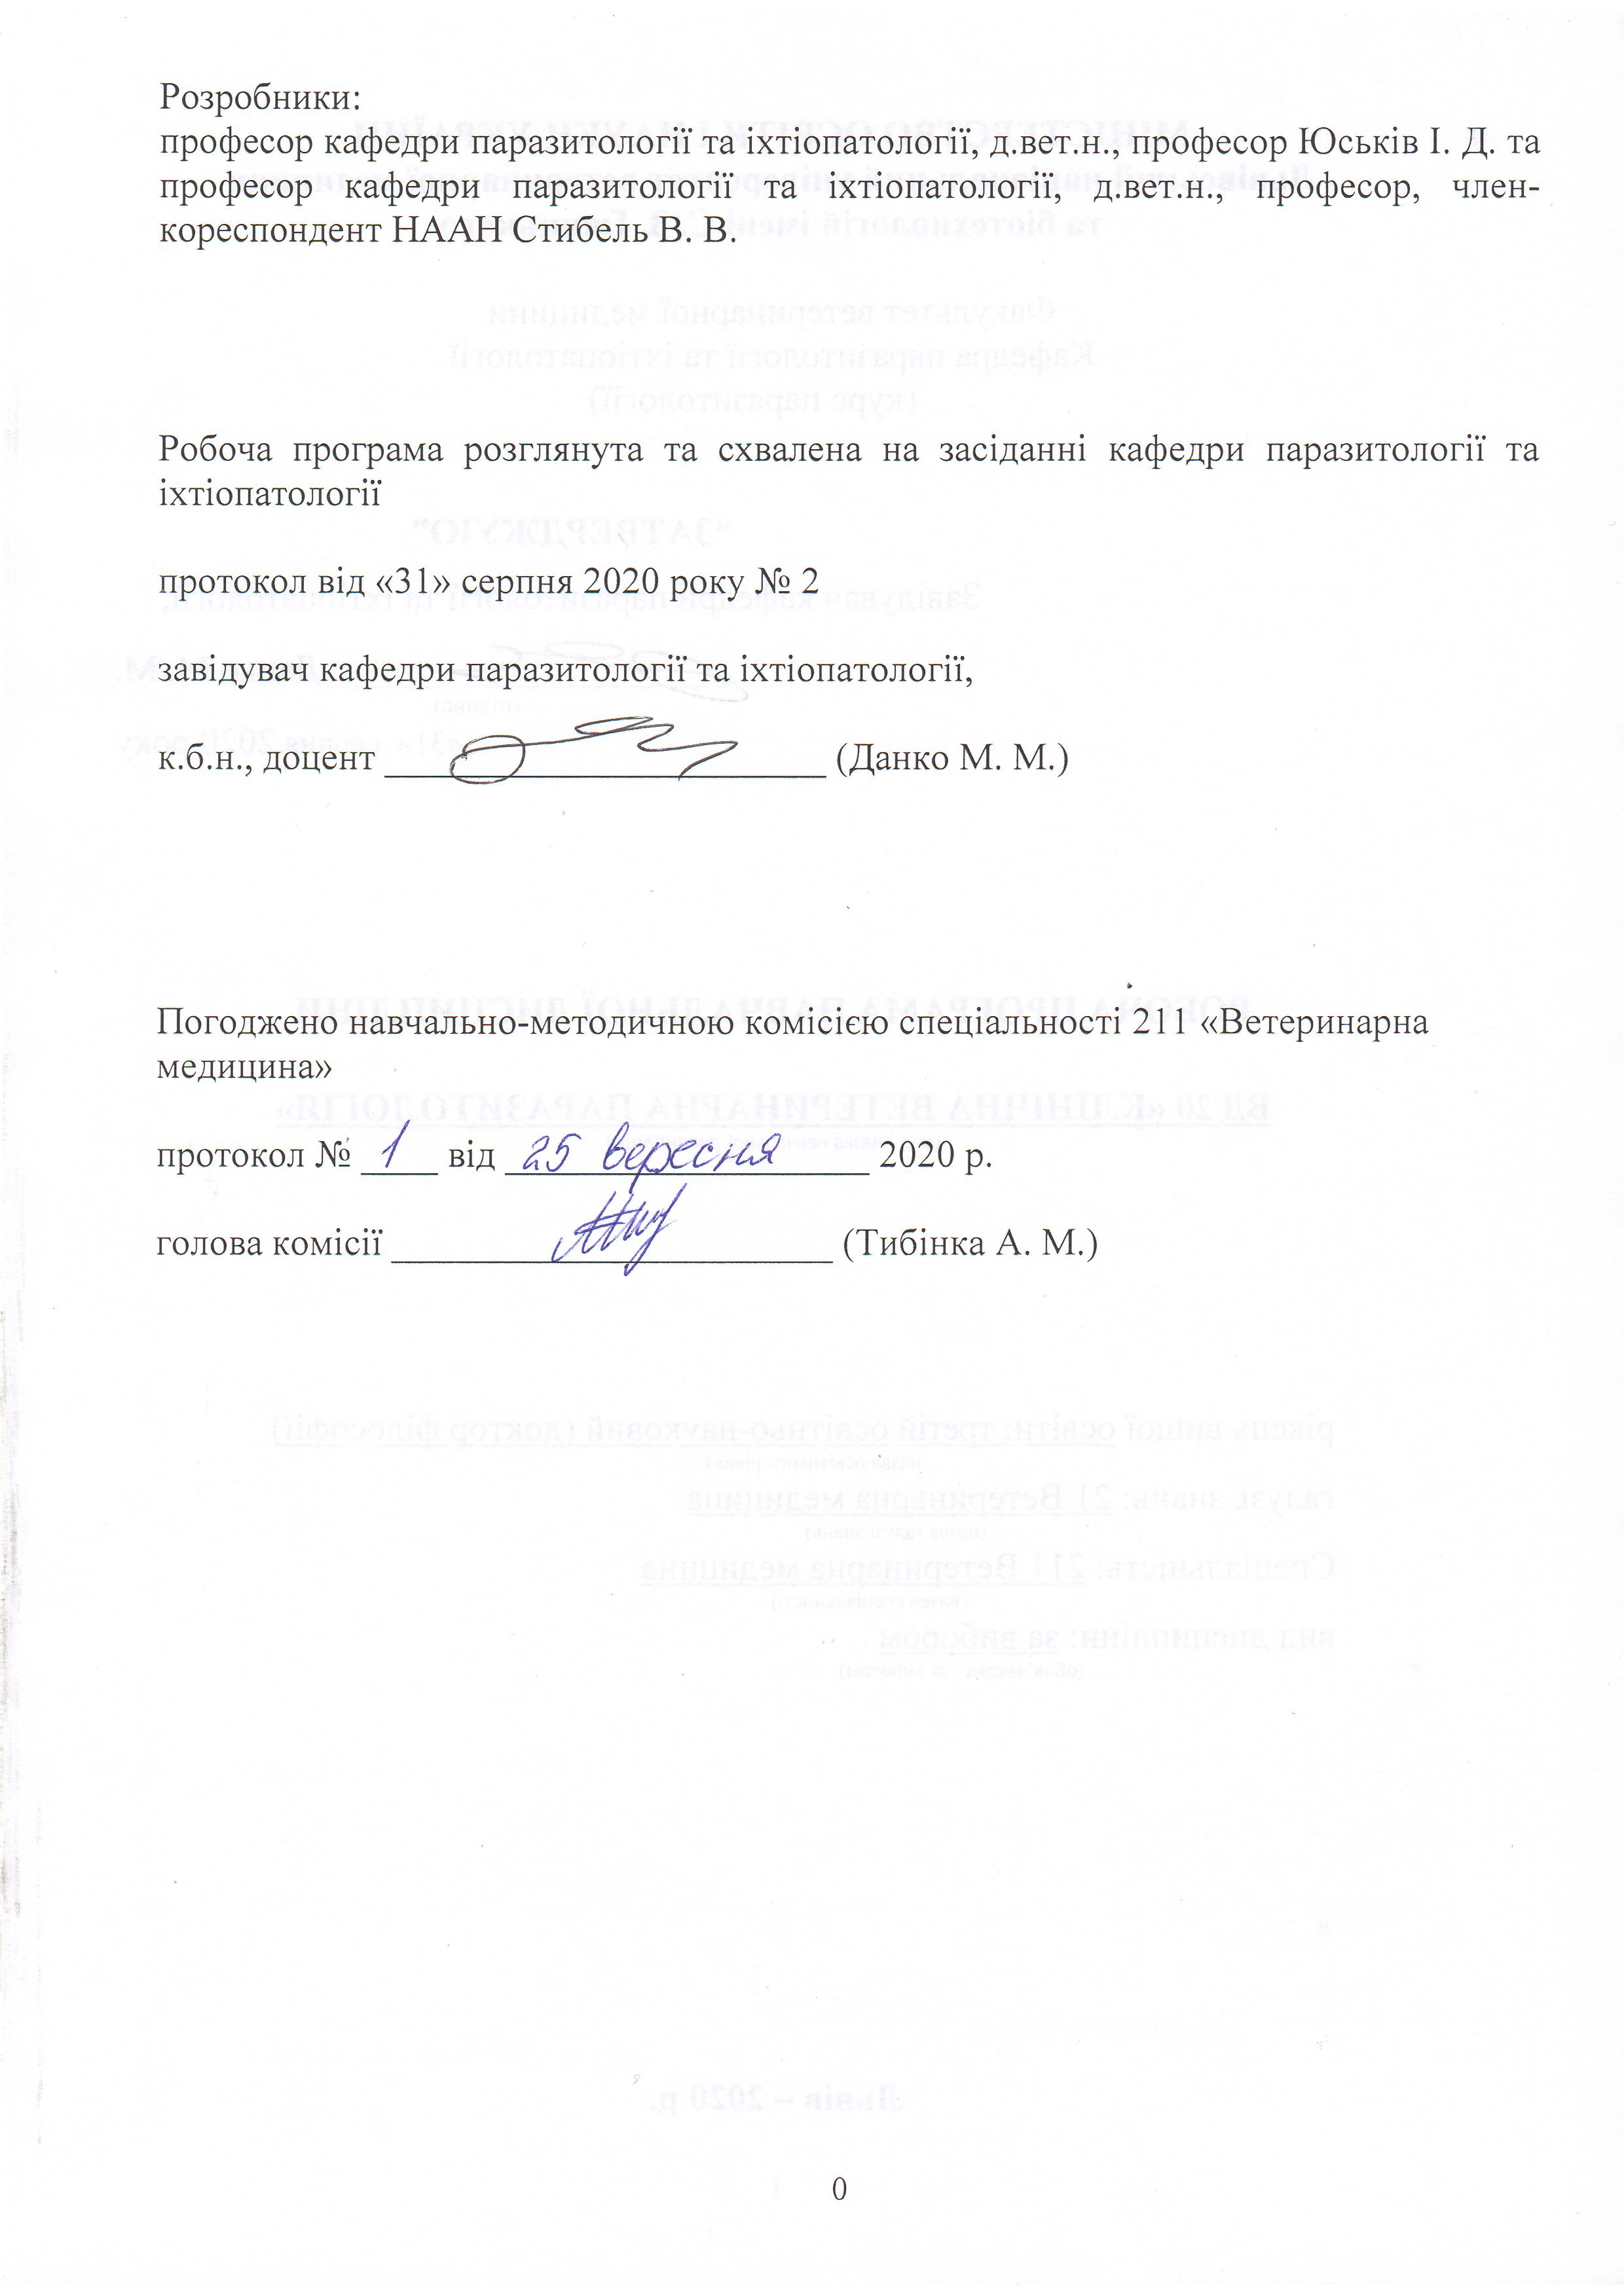 Розробники:
професор кафедри паразитології та іхтіопатології, д.вет.н., професор Юськів І. Д. та
професор кафедри паразитології та іхтіопатології, д.вет.н., професор, член-
кореспондент НААН Стибель В. В.
Робоча програма розглянута та схвалена на засіданні кафедри паразитології та
іхтіопатології
протокол від «31» серпня 2020 року № 2
завідувач кафедри паразитології та іхтіопатології,
к.б.н., доцент ______________________ (Данко М. М.)
Погоджено навчально-методичною комісією спеціальності 211 «Ветеринарна
медицина»
протокол № 1 від 25 вересня 2020 р.
голова комісії ______________________ (Тибінка А. М.)
0